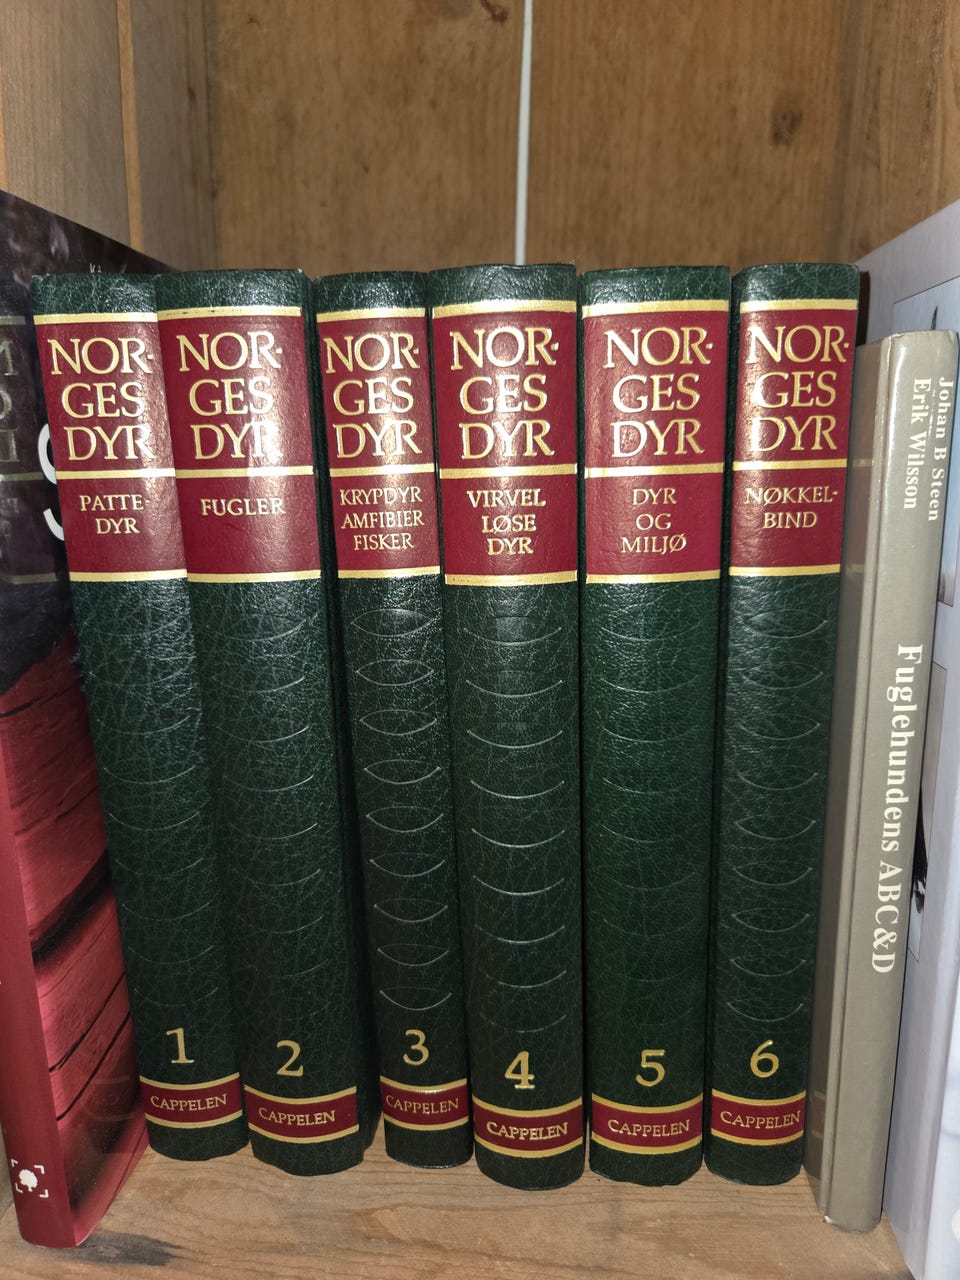 NOR-
GES
DYR
PATTE-
DYR
1
CAPPELEN
NOR-
GES
DYR
FUGLER
2
CAPPELEN
NOR-
GES
DYR
KRYPDYR
AMFIBIER
FISKER
3
CAPPELEN
NOR-
GES
DYR
VIRVEL
LØSE
DYR
4
CAPPELEN
NOR-
GES
DYR
DYR
OG
MILJØ
5
CAPPELEN
NOR-
GES
DYR
NØKKEL-
BIND
6
CAPPELEN
Johan B Steen
Erik Wilsson
Fuglehundens ABC&D